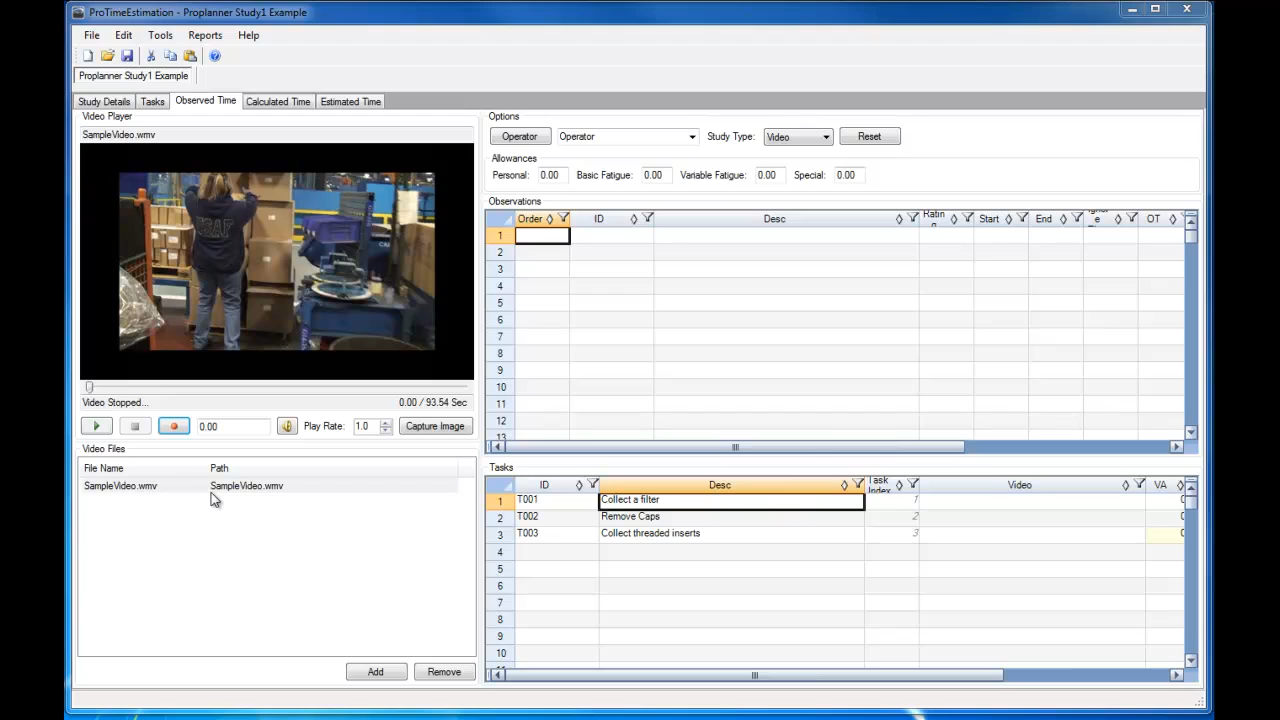 ProTimeEstimation - Proplanner Study1 Example
File Edit Tools Reports Help
Proplanner Study1 Example
Study Details Tasks Observed Time Calculated Time Estimated Time
Video Player
SampleVideo.wmv
USAF
Video Stopped... 0.00 / 93.54 Sec
0.00 Play Rate: 1.0 Capture Image
Video Files
File Name Path
SampleVideo.wmv SampleVideo.wmv
Add Remove
Options
Operator Operator Study Type: Video Reset
Allowances
Personal: 0.00 Basic Fatigue: 0.00 Variable Fatigue: 0.00 Special: 0.00
Observations
Order ID Desc Ratin g Start End OT
1
2
3
4
5
6
7
8
9
10
11
12
13
Tasks
ID Desc Task Index Video VA
1 T001 Collect a filter 1
2 T002 Remove Caps 2
3 T003 Collect threaded inserts 3
4
5
6
7
8
9
10